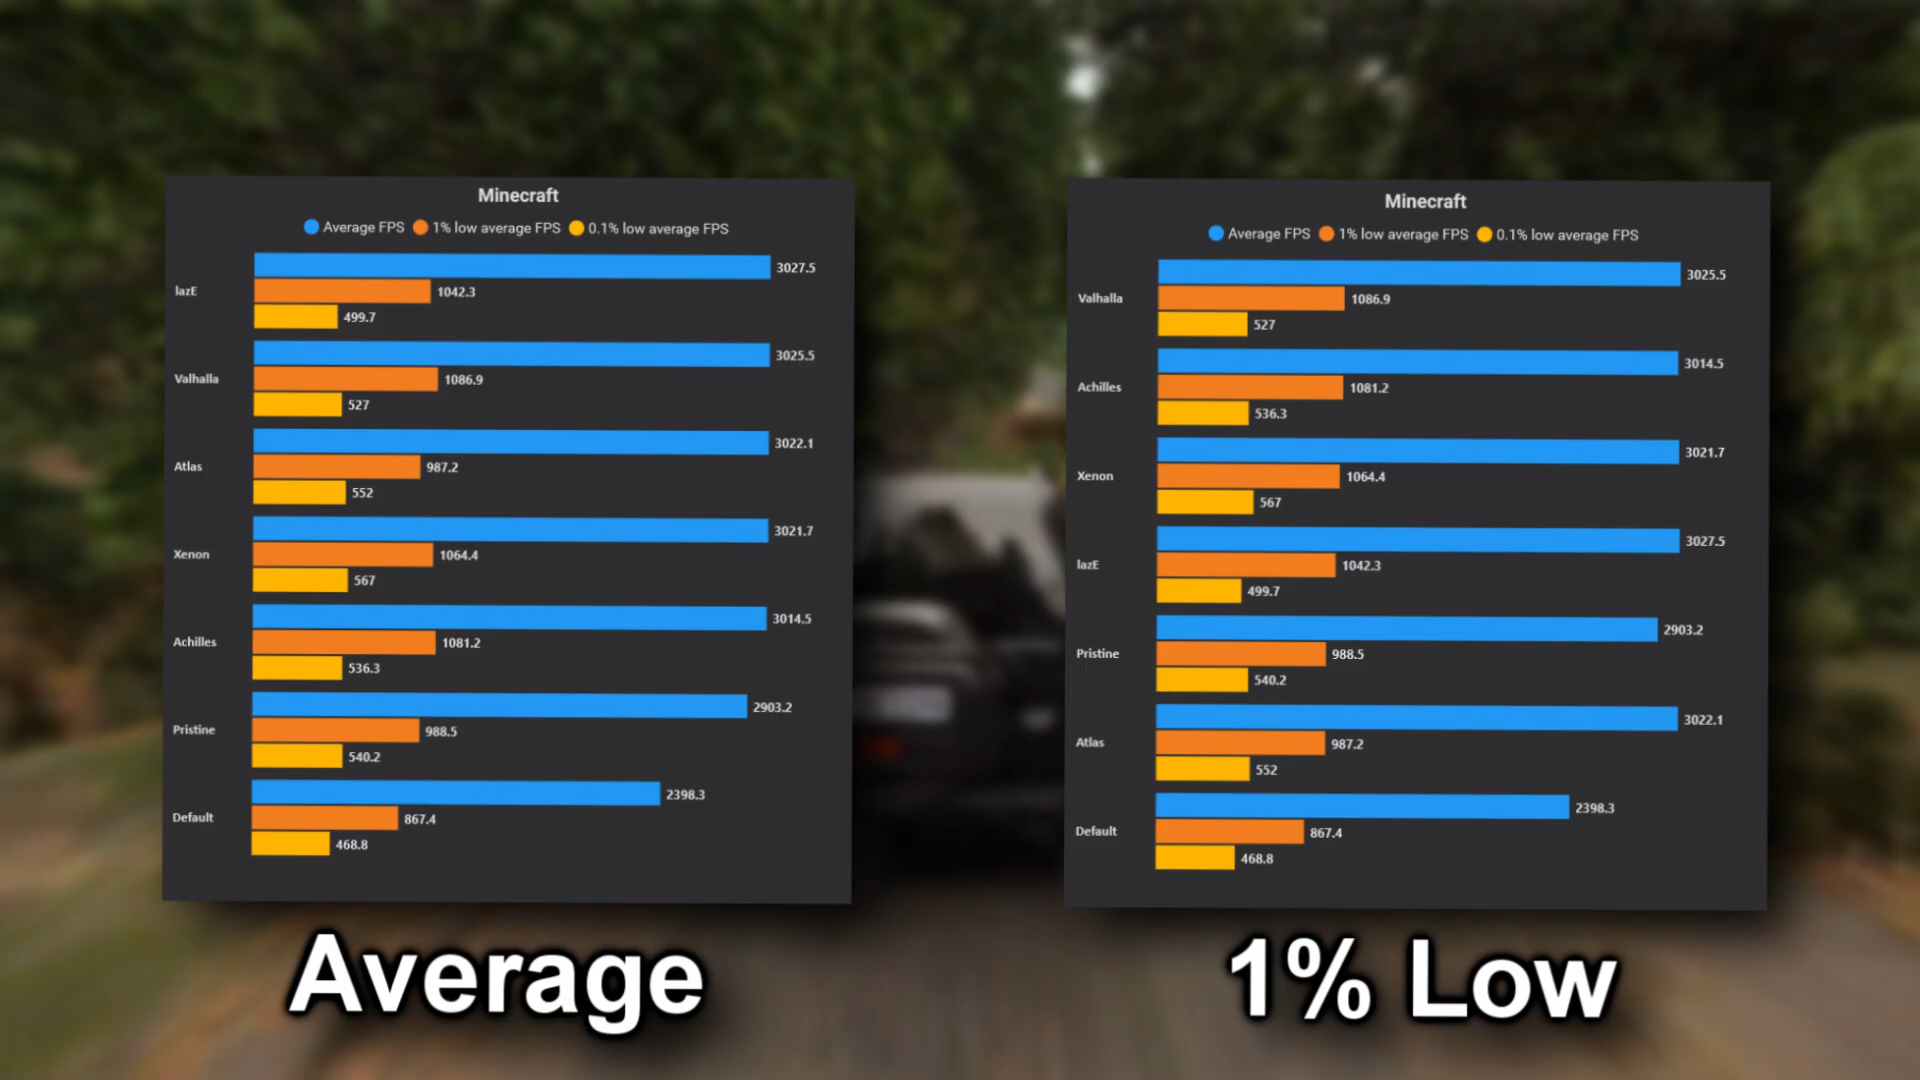 Minecraft
Average FPS 1% low average FPS 0.1% low average FPS
lazE
3027.5
1042.3
499.7
Valhalla
3025.5
1086.9
527
Atlas
3022.1
987.2
552
Xenon
3021.7
1064.4
567
Achilles
3014.5
1081.2
536.3
Pristine
2903.2
988.5
540.2
Default
2398.3
867.4
468.8
Average
Minecraft
Average FPS 1% low average FPS 0.1% low average FPS
Valhalla
3025.5
1086.9
527
Achilles
3014.5
1081.2
536.3
Xenon
3021.7
1064.4
567
lazE
3027.5
1042.3
499.7
Pristine
2903.2
988.5
540.2
Atlas
3022.1
987.2
552
Default
2398.3
867.4
468.8
1% Low